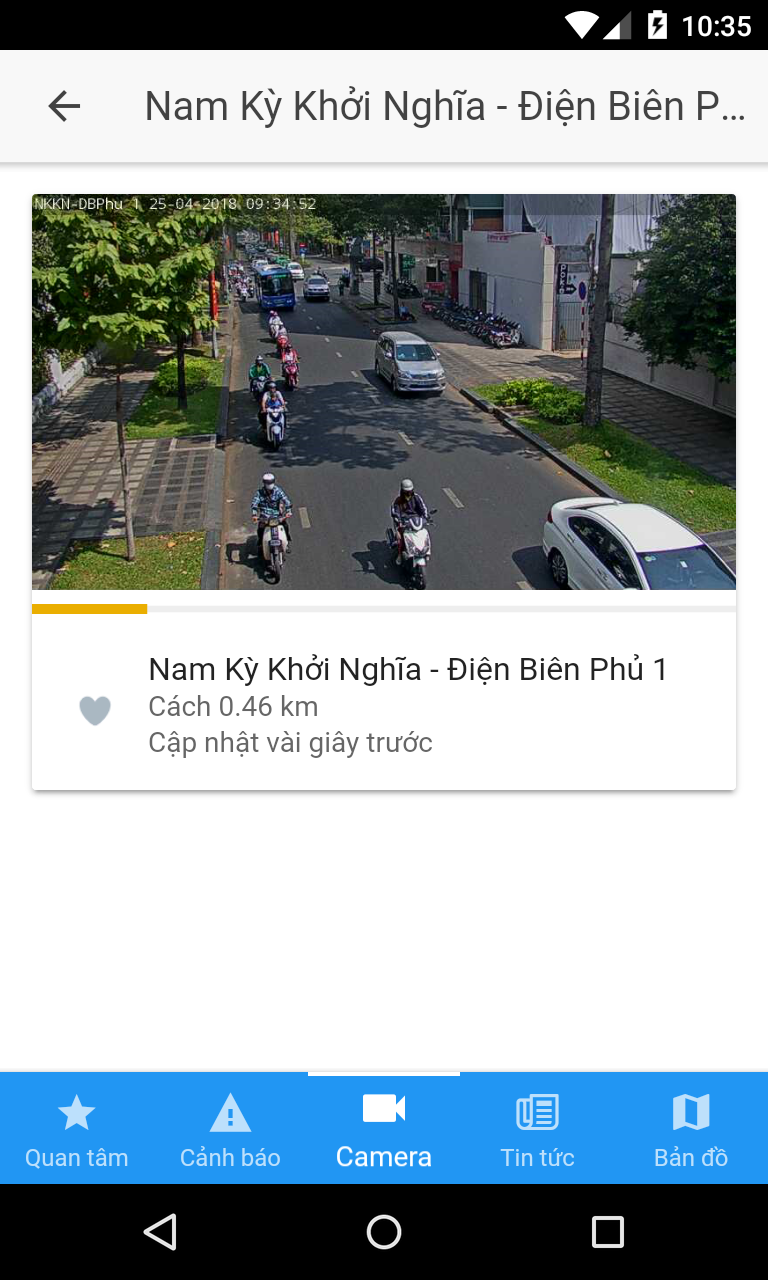 10:35
Nam Kỳ Khởi Nghĩa - Điện Biên P...
NKKN-DBPhu 1 25-04-2018 09:34:52
Nam Kỳ Khởi Nghĩa - Điện Biên Phủ 1
Cách 0.46 km
Cập nhật vài giây trước
Quan tâm
Cảnh báo
Camera
Tin tức
Bản đồ